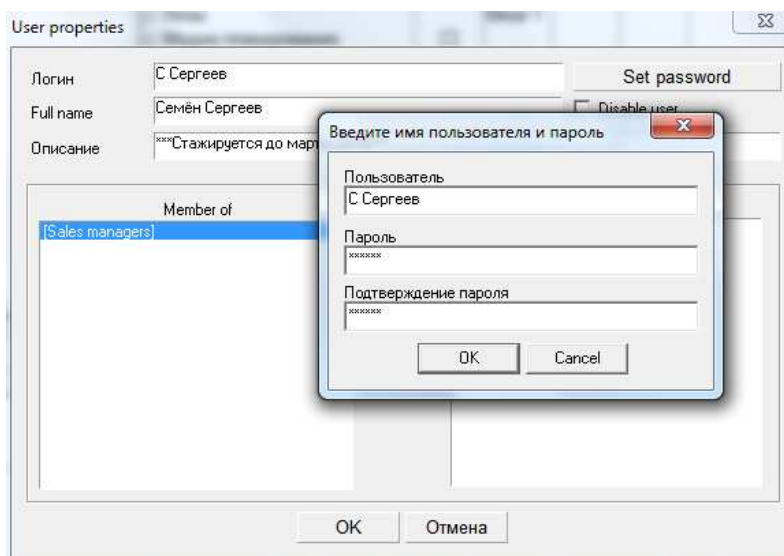 User properties
Логин
С Сергеев
Set password
Full name
Семён Сергеев
Disable user
Описание
***Стажируется до март
Member of
[Sales managers]
Введите имя пользователя и пароль
Пользователь
С Сергеев
Пароль
××××××
Подтверждение пароля
××××××
OK
Cancel
OK
Отмена